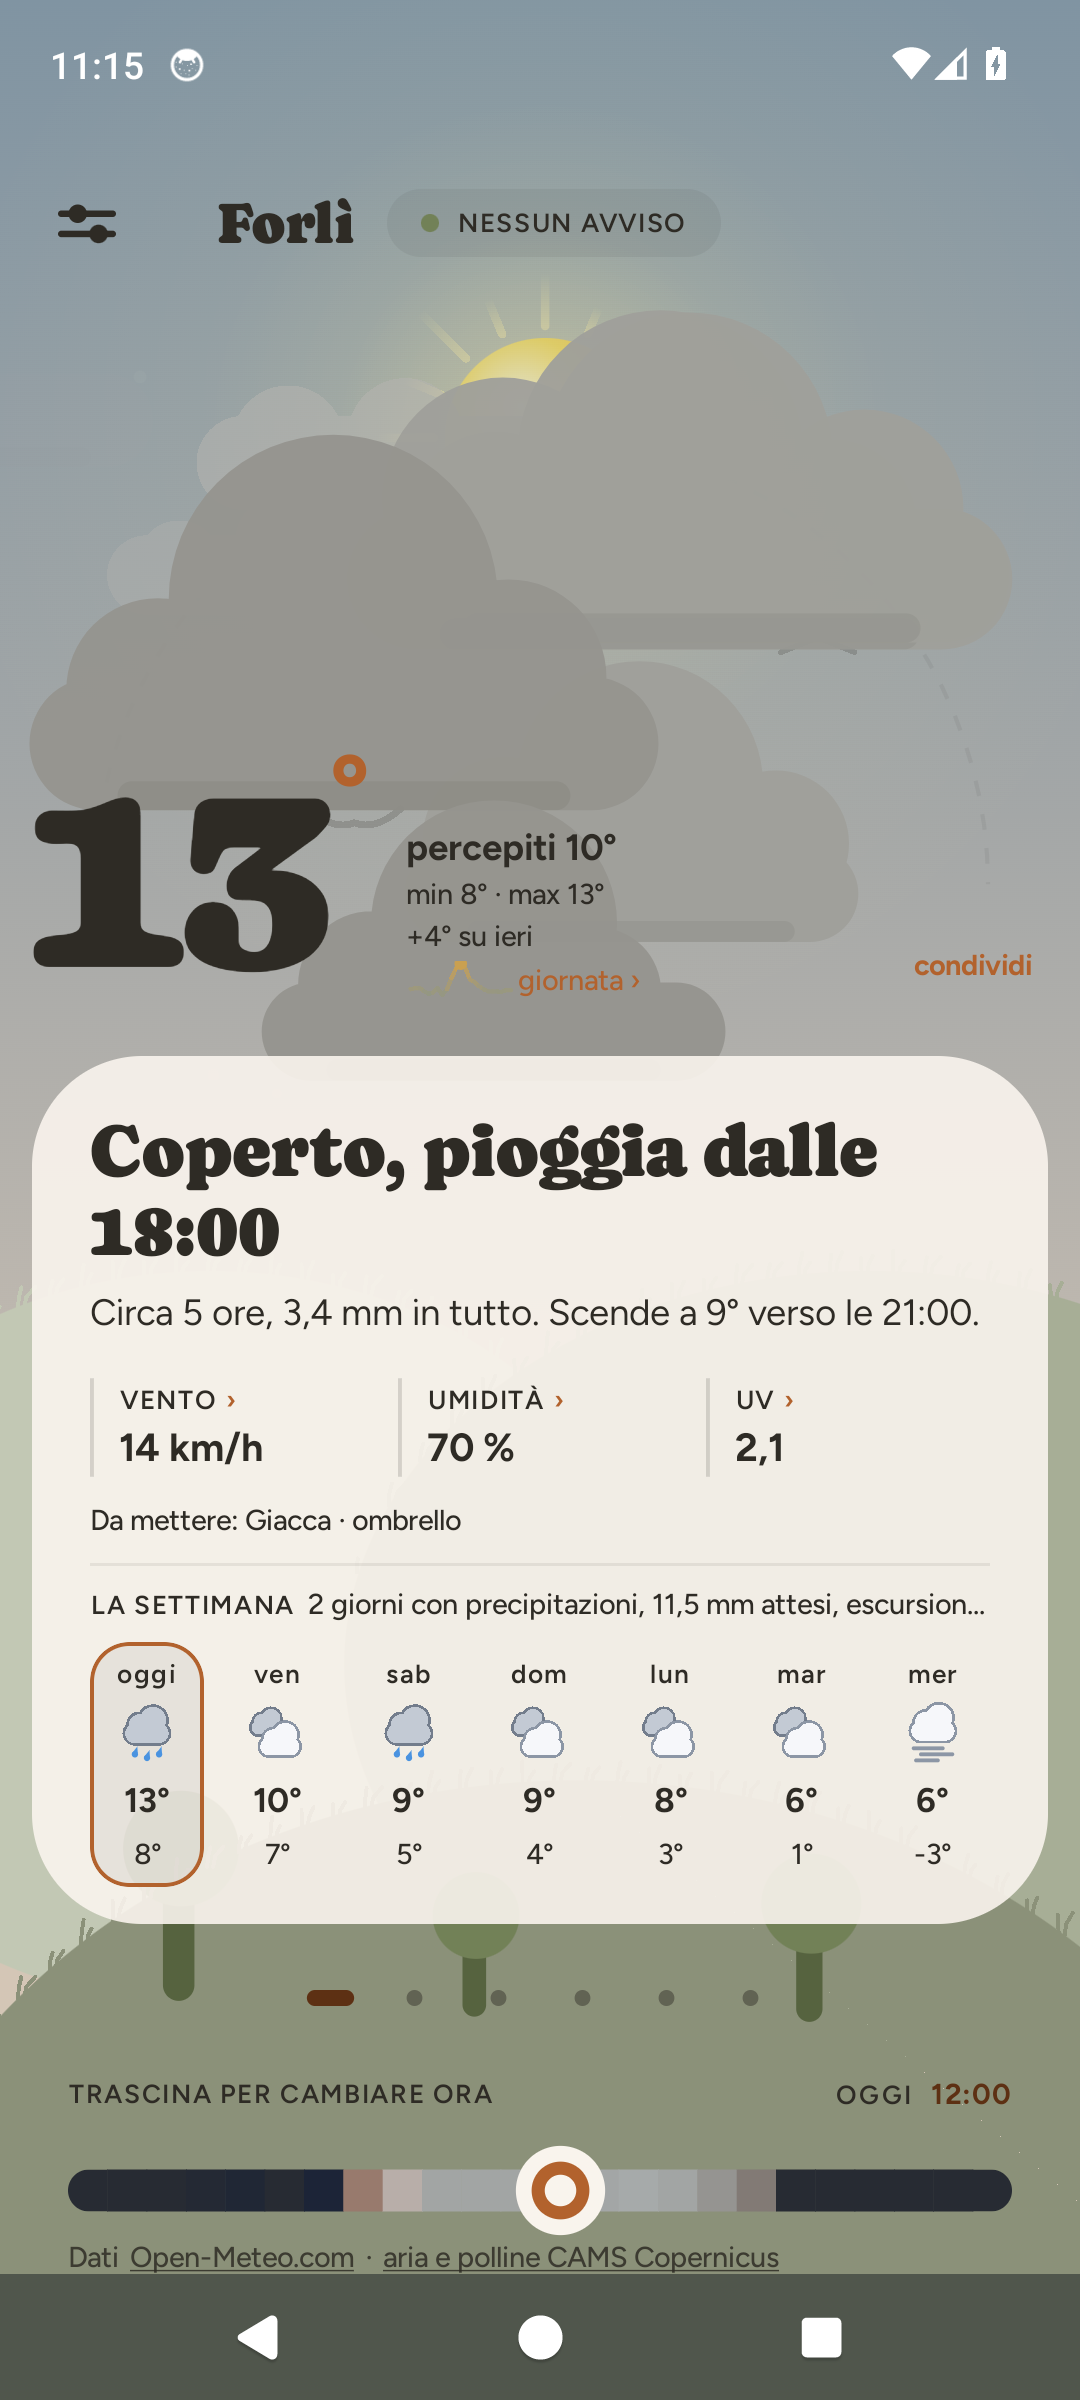 11:15
Forlì
NESSUN AVVISO
13°
percepiti 10°
min 8° · max 13°
+4° su ieri
giornata ›
condividi
Coperto, pioggia dalle
18:00
Circa 5 ore, 3,4 mm in tutto. Scende a 9° verso le 21:00.
VENTO › UMIDITÀ › UV ›
14 km/h 70 % 2,1
Da mettere: Giacca · ombrello
LA SETTIMANA 2 giorni con precipitazioni, 11,5 mm attesi, escursion...
oggi ven sab dom lun mar mer
13° 10° 9° 9° 8° 6° 6°
8° 7° 5° 4° 3° 1° -3°
TRASCINA PER CAMBIARE ORA OGGI 12:00
Dati Open-Meteo.com · aria e polline CAMS Copernicus